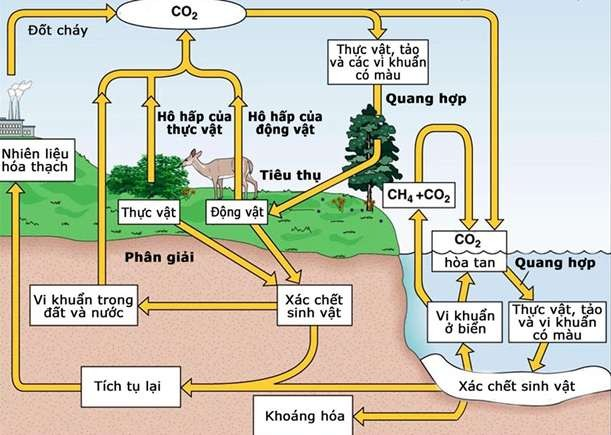 CO₂
Đốt cháy
Thực vật, tảo
và các vi khuẩn
có màu
Quang hợp
Hô hấp của
thực vật
Hô hấp của
động vật
Nhiên liệu
hóa thạch
Tiêu thụ
CH₄ +CO₂
Thực vật
Động vật
CO₂
hòa tan
Phân giải
Quang hợp
Vi khuẩn trong
đất và nước
Xác chết
sinh vật
Vi khuẩn
ở biển
Thực vật, tảo
và vi khuẩn
có màu
Tích tụ lại
Xác chết sinh vật
Khoáng hóa